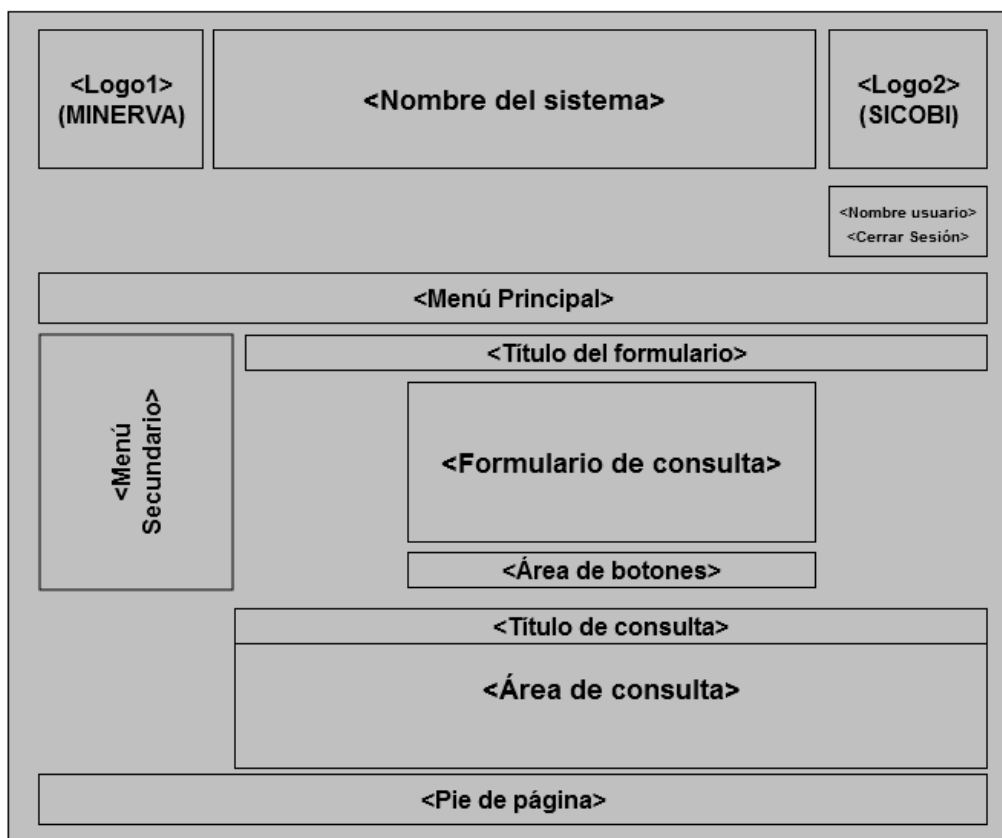 <Logo1>
(MINERVA)
<Nombre del sistema>
<Logo2>
(SICOBI)
<Nombre usuario>
<Cerrar Sesión>
<Menú Principal>
<Menú
Secundario>
<Título del formulario>
<Formulario de consulta>
<Área de botones>
<Título de consulta>
<Área de consulta>
<Pie de página>